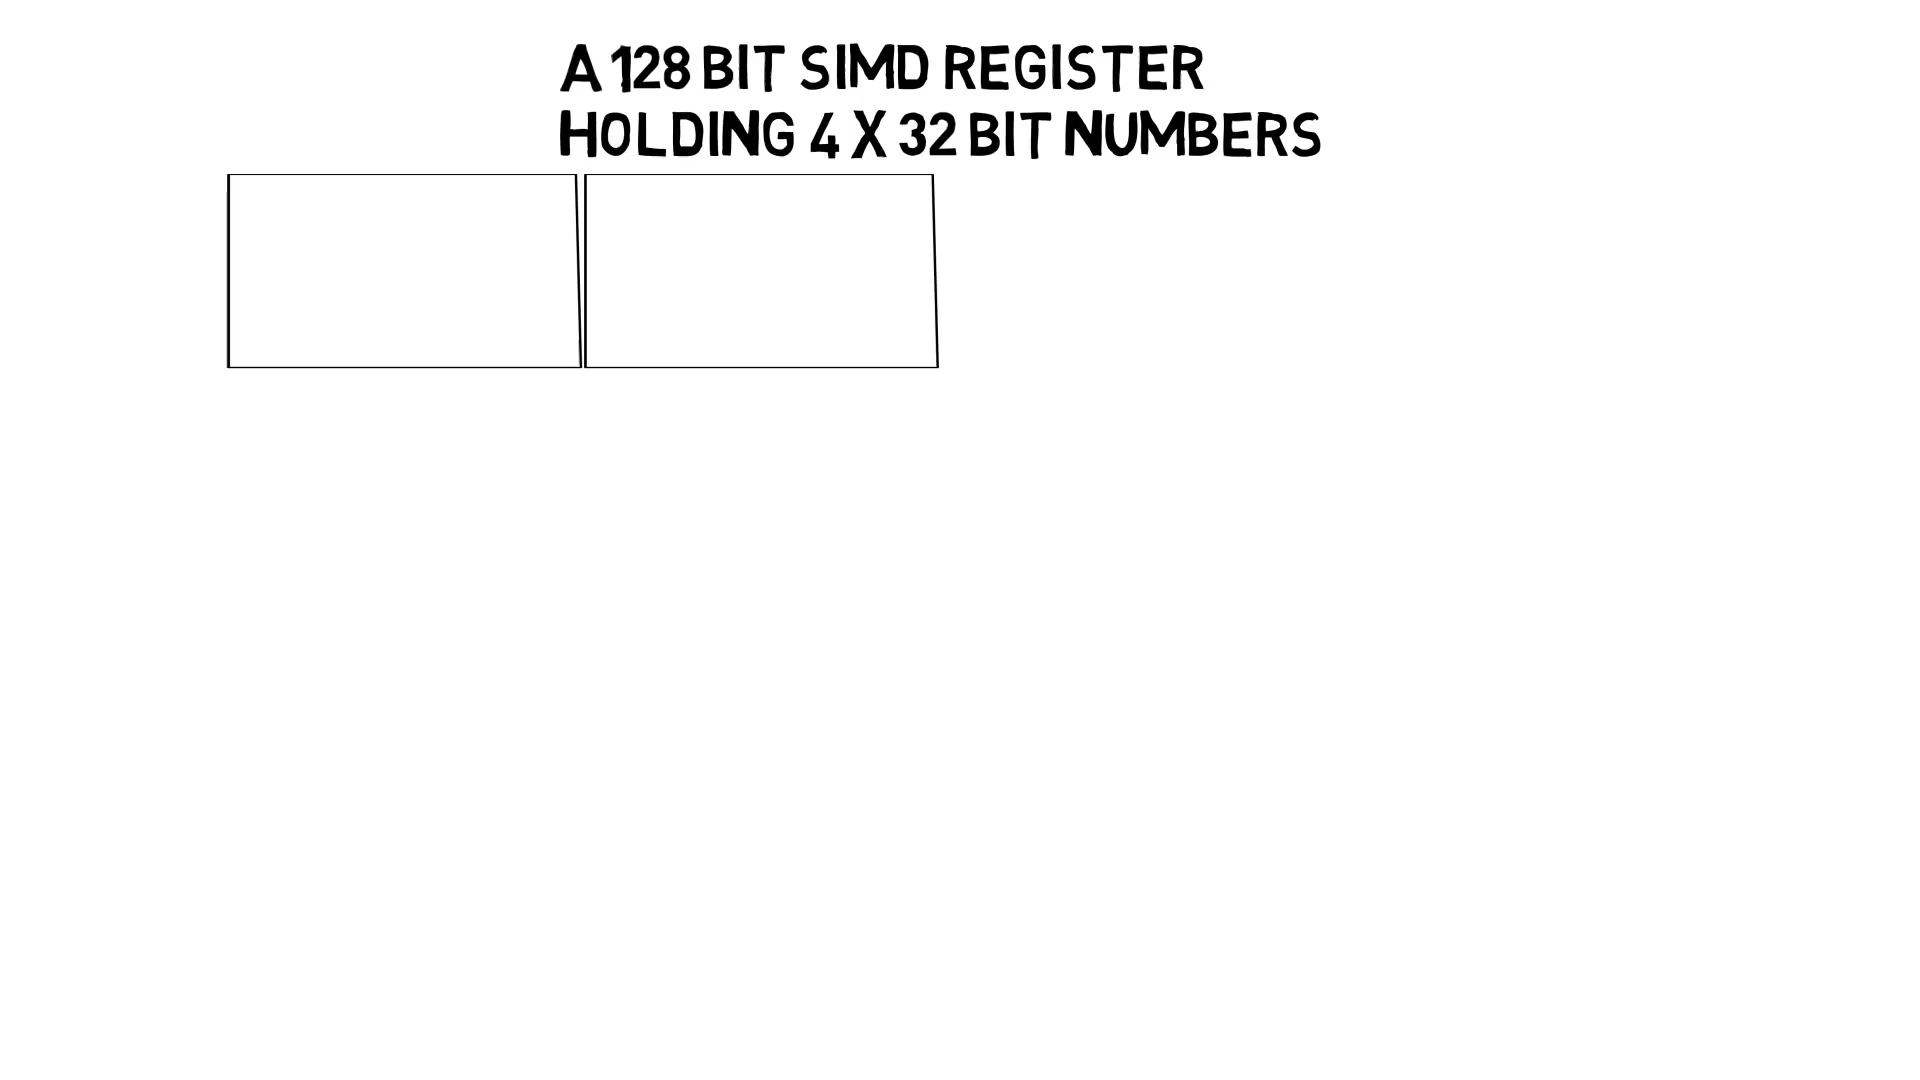 A 128 BIT SIMD REGISTER
HOLDING 4 X 32 BIT NUMBERS